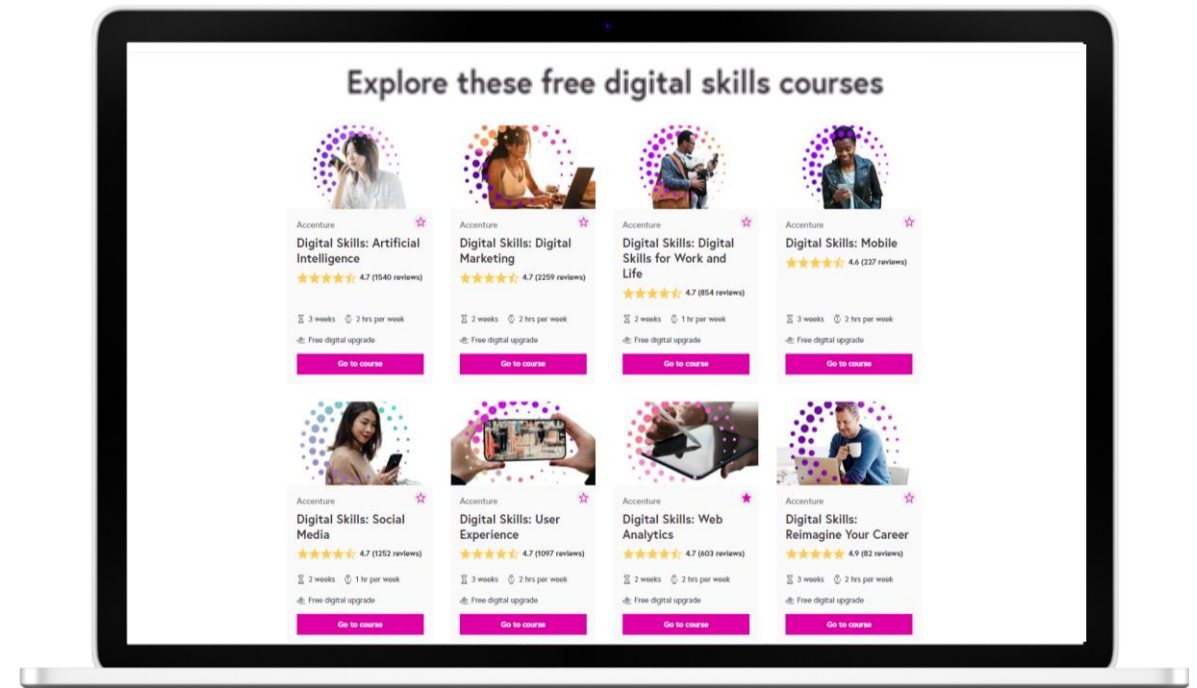 Explore these free digital skills courses
Accenture
Digital Skills: Artificial
Intelligence
4.7 (1540 reviews)
3 weeks 2 hrs per week
Free digital upgrade
Go to course
Accenture
Digital Skills: Digital
Marketing
4.7 (2259 reviews)
2 weeks 2 hrs per week
Free digital upgrade
Go to course
Accenture
Digital Skills: Digital
Skills for Work and
Life
4.7 (854 reviews)
2 weeks 1 hr per week
Free digital upgrade
Go to course
Accenture
Digital Skills: Mobile
4.6 (227 reviews)
3 weeks 2 hrs per week
Free digital upgrade
Go to course
Accenture
Digital Skills: Social
Media
4.7 (1252 reviews)
2 weeks 1 hr per week
Free digital upgrade
Go to course
Accenture
Digital Skills: User
Experience
4.7 (1097 reviews)
3 weeks 2 hrs per week
Free digital upgrade
Go to course
Accenture
Digital Skills: Web
Analytics
4.7 (603 reviews)
2 weeks 2 hrs per week
Free digital upgrade
Go to course
Accenture
Digital Skills:
Reimagine Your Career
4.9 (82 reviews)
3 weeks 2 hrs per week
Free digital upgrade
Go to course